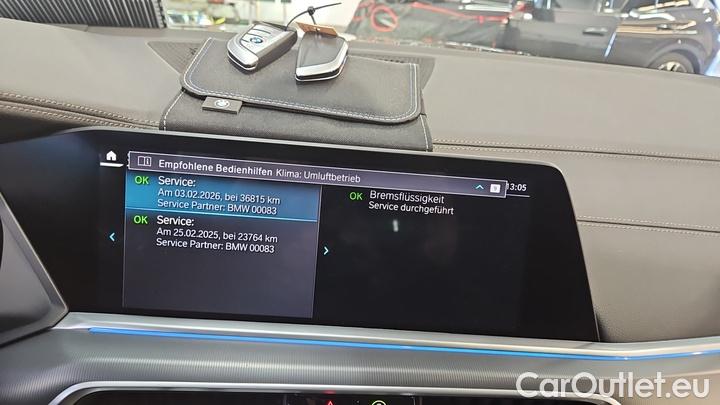 Empfohlene Bedienhilfen Klima: Umluftbetrieb
13:05
OK Service:
Am 03.02.2026, bei 36815 km
Service Partner: BMW 00083
OK Service:
Am 25.02.2025, bei 23764 km
Service Partner: BMW 00083
OK Bremsflüssigkeit
Service durchgeführt
CarOutlet.eu